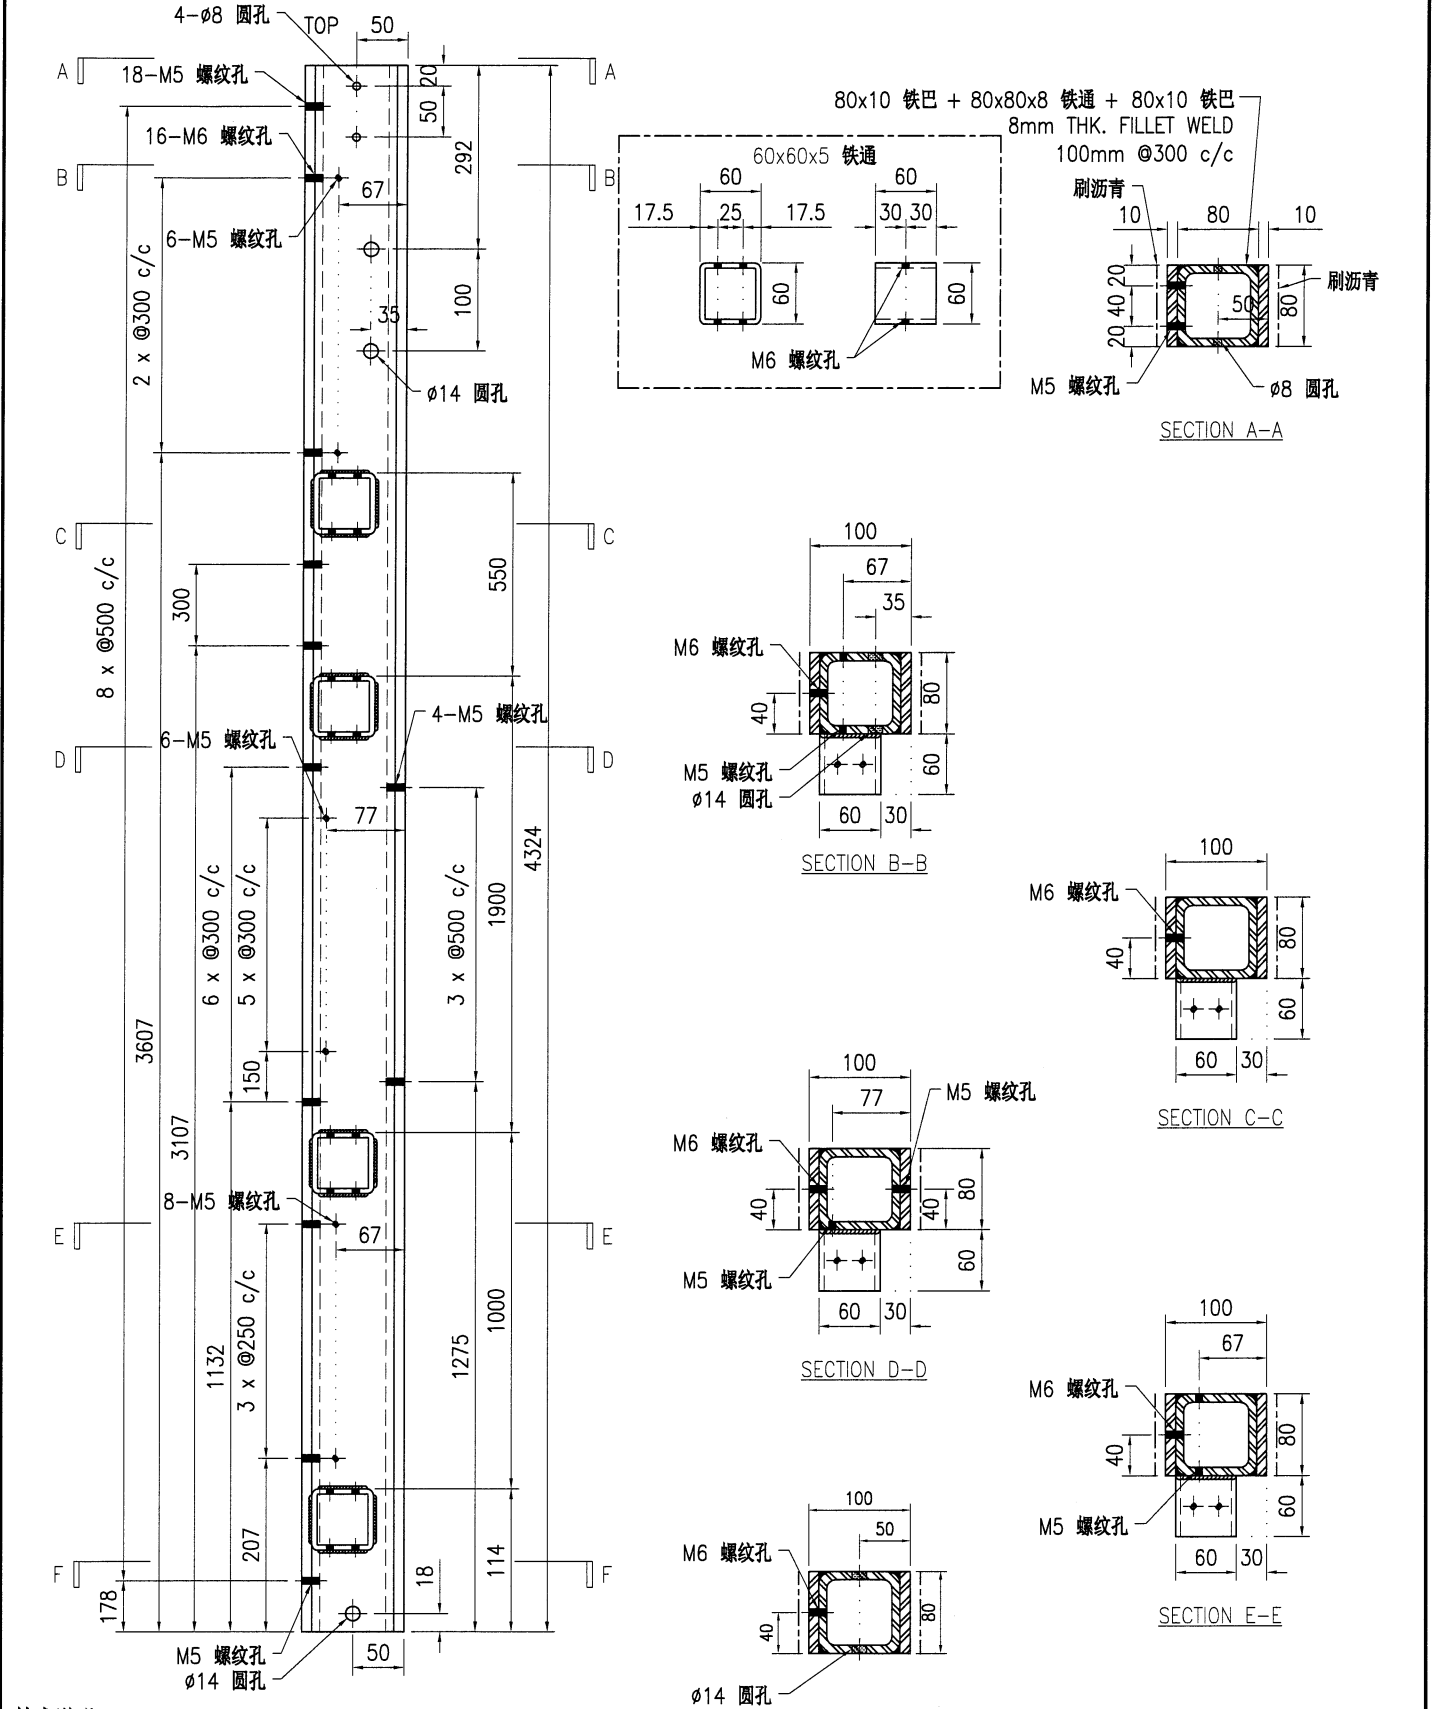 4-ø8 圆孔
TOP
50
A
A
18-M5 螺纹孔
20
50
16-M6 螺纹孔
292
B
B
67
6-M5 螺纹孔
2 x @300 c/c
100
35
ø14 圆孔
C
C
8 x @500 c/c
300
550
4-M5 螺纹孔
6-M5 螺纹孔
D
D
77
4324
6 x @300 c/c
5 x @300 c/c
3 x @500 c/c
1900
3607
150
3107
8-M5 螺纹孔
E
E
67
3 x @250 c/c
1132
1275
1000
207
114
18
F
F
178
M5 螺纹孔
ø14 圆孔
50
60x60x5 铁通
60
60
17.5
25
17.5
30
30
60
60
M6 螺纹孔
80x10 铁巴 + 80x80x8 铁通 + 80x10 铁巴
8mm THK. FILLET WELD
100mm @300 c/c
刷沥青
10
80
10
20
40
20
50
80
刷沥青
M5 螺纹孔
ø8 圆孔
SECTION A-A
100
67
35
M6 螺纹孔
40
80
M5 螺纹孔
ø14 圆孔
60
60
30
SECTION B-B
100
M6 螺纹孔
40
80
60
60
30
SECTION C-C
100
77
M5 螺纹孔
M6 螺纹孔
40
40
80
M5 螺纹孔
60
60
30
SECTION D-D
100
67
M6 螺纹孔
40
80
M5 螺纹孔
60
60
30
SECTION E-E
100
50
M6 螺纹孔
40
80
ø14 圆孔